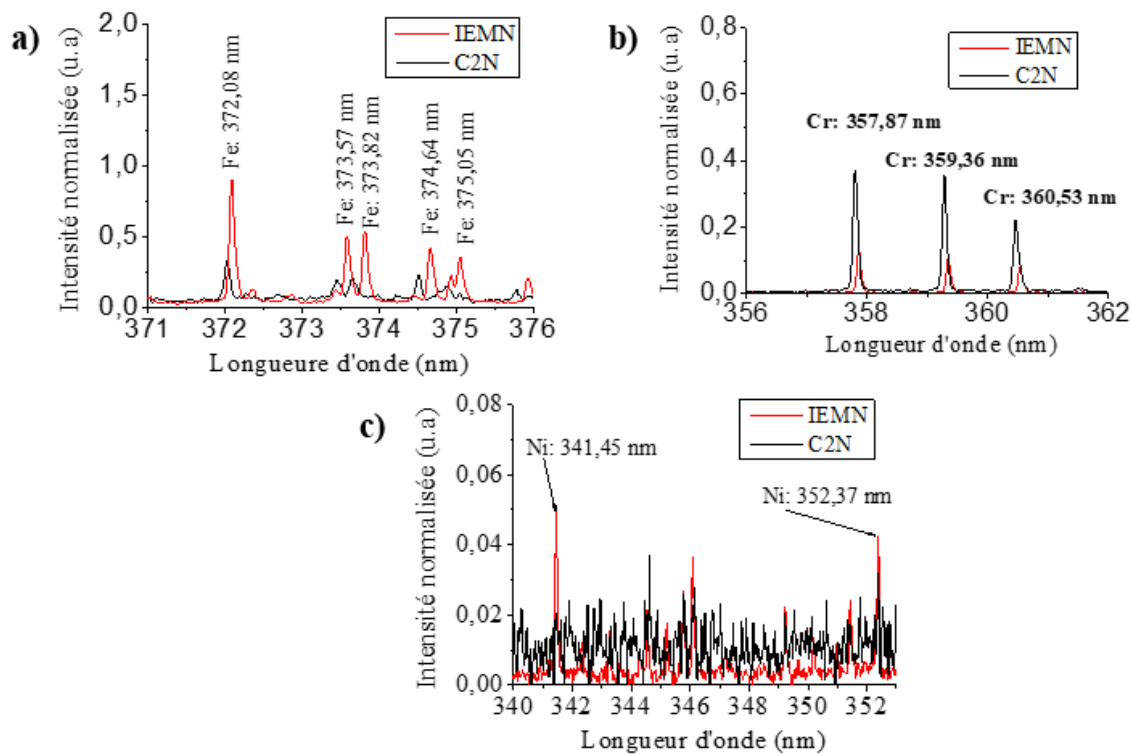 a)
Intensité normalisée (u.a)
2,0
1,5
1,0
0,5
0,0
371
372
373
374
375
376
Longueure d'onde (nm)
IEMN
C2N
Fe: 372,08 nm
Fe: 373,57 nm
Fe: 373,82 nm
Fe: 374,64 nm
Fe: 375,05 nm
b)
Intensité normalisée (u.a)
0,8
0,6
0,4
0,2
0,0
356
358
360
362
Longueur d'onde (nm)
IEMN
C2N
Cr: 357,87 nm
Cr: 359,36 nm
Cr: 360,53 nm
c)
Intensité normalisée (u.a)
0,08
0,06
0,04
0,02
0,00
340
342
344
346
348
350
352
Longueur d'onde (nm)
IEMN
C2N
Ni: 341,45 nm
Ni: 352,37 nm